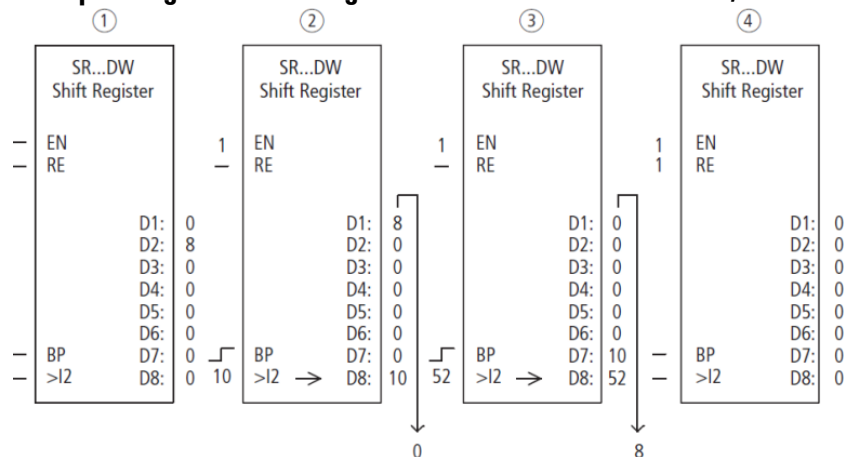 ① ② ③ ④
SR...DW SR...DW SR...DW SR...DW
Shift Register Shift Register Shift Register Shift Register
– EN 1 EN 1 EN 1 EN
– RE – RE – RE 1 RE
D1: 0 D1: 8 D1: 0 D1: 0
D2: 8 D2: 0 D2: 0 D2: 0
D3: 0 D3: 0 D3: 0 D3: 0
D4: 0 D4: 0 D4: 0 D4: 0
D5: 0 D5: 0 D5: 0 D5: 0
D6: 0 D6: 0 D6: 0 D6: 0
– BP D7: 0 BP D7: 0 BP D7: 10 – BP D7: 0
– >I2 D8: 0 10 >I2 → D8: 10 52 >I2 → D8: 52 – >I2 D8: 0
0 8